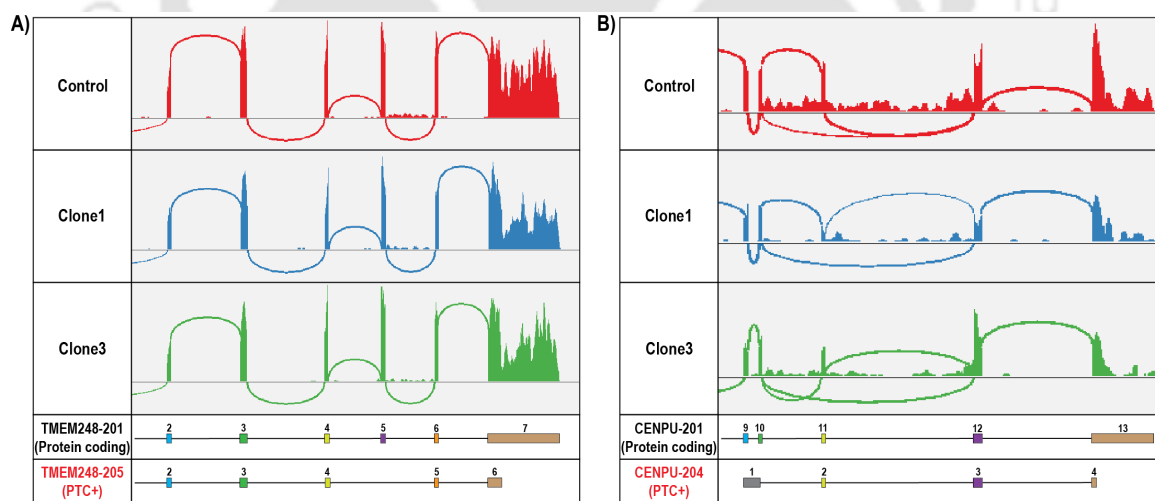 A)
Control
Clone1
Clone3
TMEM248-201
(Protein coding)
2 3 4 5 6 7
TMEM248-205
(PTC+)
2 3 4 5 6
B)
Control
Clone1
Clone3
CENPU-201
(Protein coding)
9 10 11 12 13
CENPU-204
(PTC+)
1 2 3 4